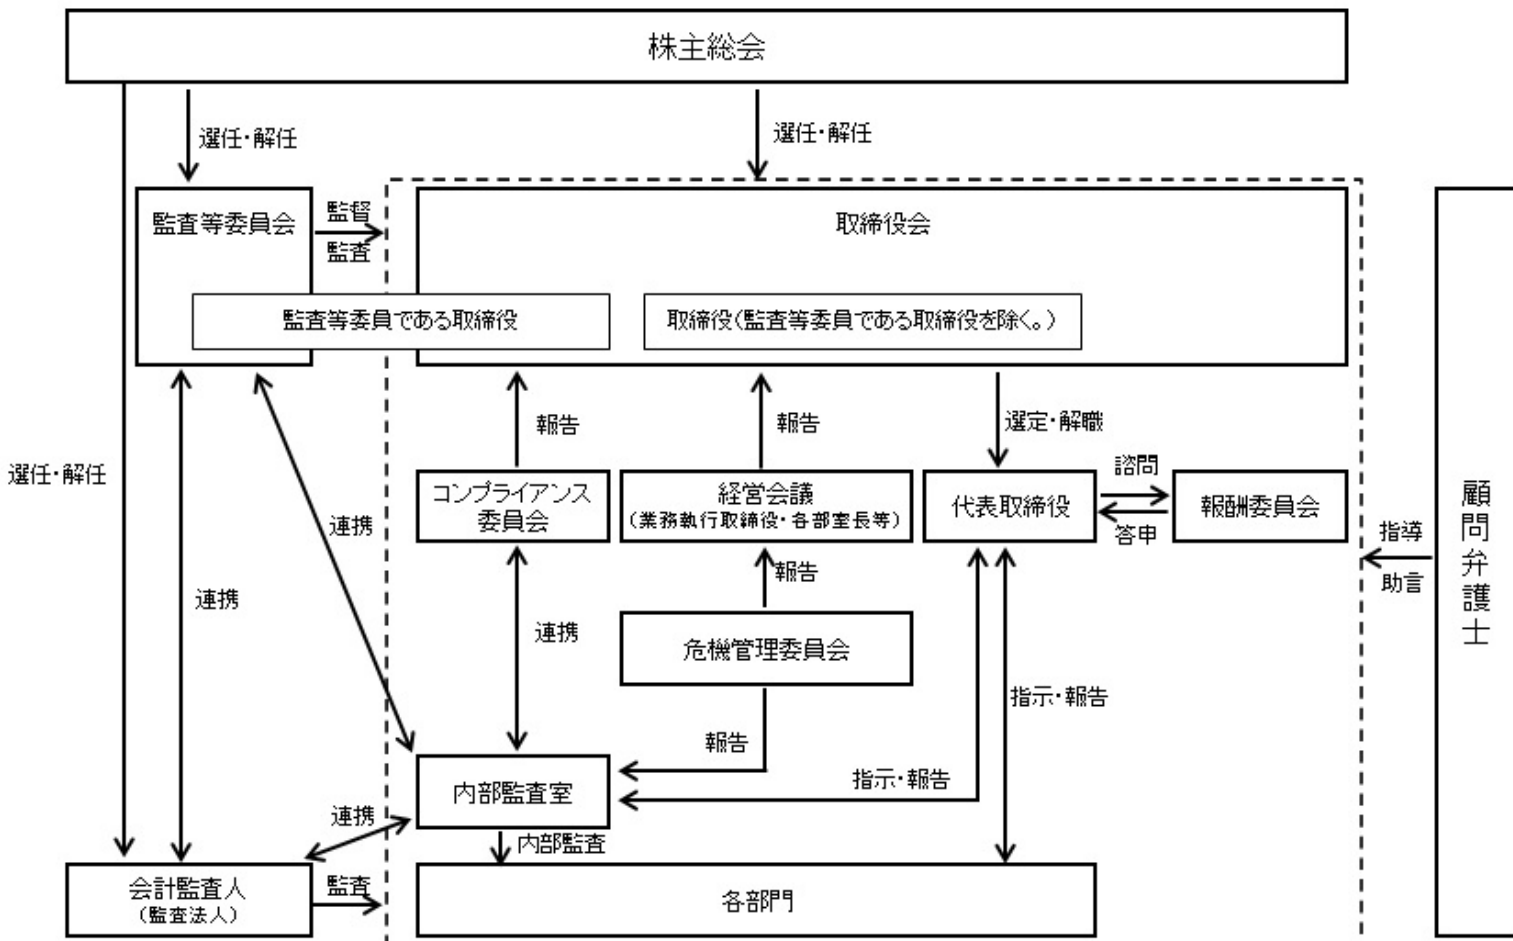 株主総会
選任・解任
選任・解任
監査等委員会
監督
監査
取締役会
監査等委員である取締役
取締役(監査等委員である取締役を除く。)
報告
報告
選定・解職
選任・解任
コンプライアンス
委員会
経営会議
(業務執行取締役・各部室長等)
代表取締役
諮問
答申
報酬委員会
指導
助言
顧問弁護士
連携
連携
連携
報告
危機管理委員会
指示・報告
報告
指示・報告
内部監査室
連携
内部監査
会計監査人
(監査法人)
監査
各部門